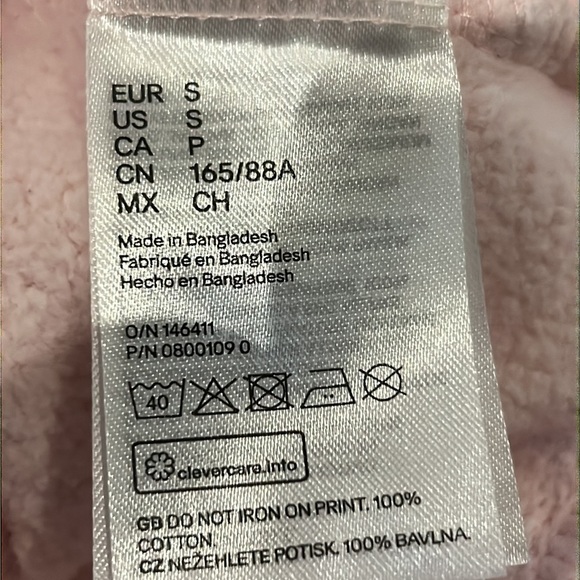 EUR S
US S
CA P
CN 165/88A
MX CH
Made in Bangladesh
Fabriqué en Bangladesh
Hecho en Bangladesh
O/N 146411
P/N 0800109 0
40
clevercare.info
GB DO NOT IRON ON PRINT. 100%
COTTON
CZ NEŽEHLETE POTISK. 100% BAVLNA.